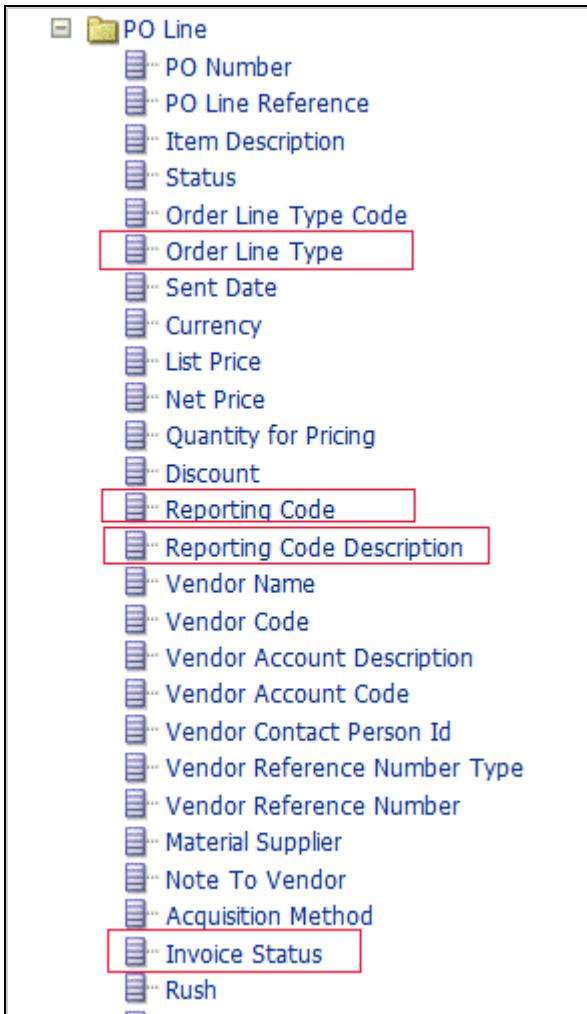 PO Line
PO Number
PO Line Reference
Item Description
Status
Order Line Type Code
Order Line Type
Sent Date
Currency
List Price
Net Price
Quantity for Pricing
Discount
Reporting Code
Reporting Code Description
Vendor Name
Vendor Code
Vendor Account Description
Vendor Account Code
Vendor Contact Person Id
Vendor Reference Number Type
Vendor Reference Number
Material Supplier
Note To Vendor
Acquisition Method
Invoice Status
Rush